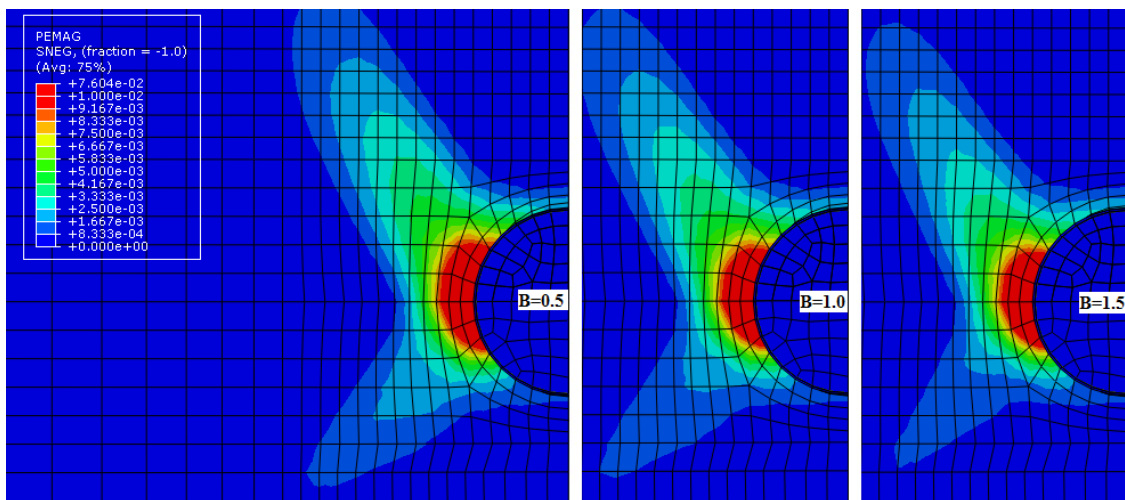 PEMAG
SNEG, (fraction = -1.0)
(Avg: 75%)
+7.604e-02
+1.000e-02
+9.167e-03
+8.333e-03
+7.500e-03
+6.667e-03
+5.833e-03
+5.000e-03
+4.167e-03
+3.333e-03
+2.500e-03
+1.667e-03
+8.333e-04
+0.000e+00
B=0.5
B=1.0
B=1.5